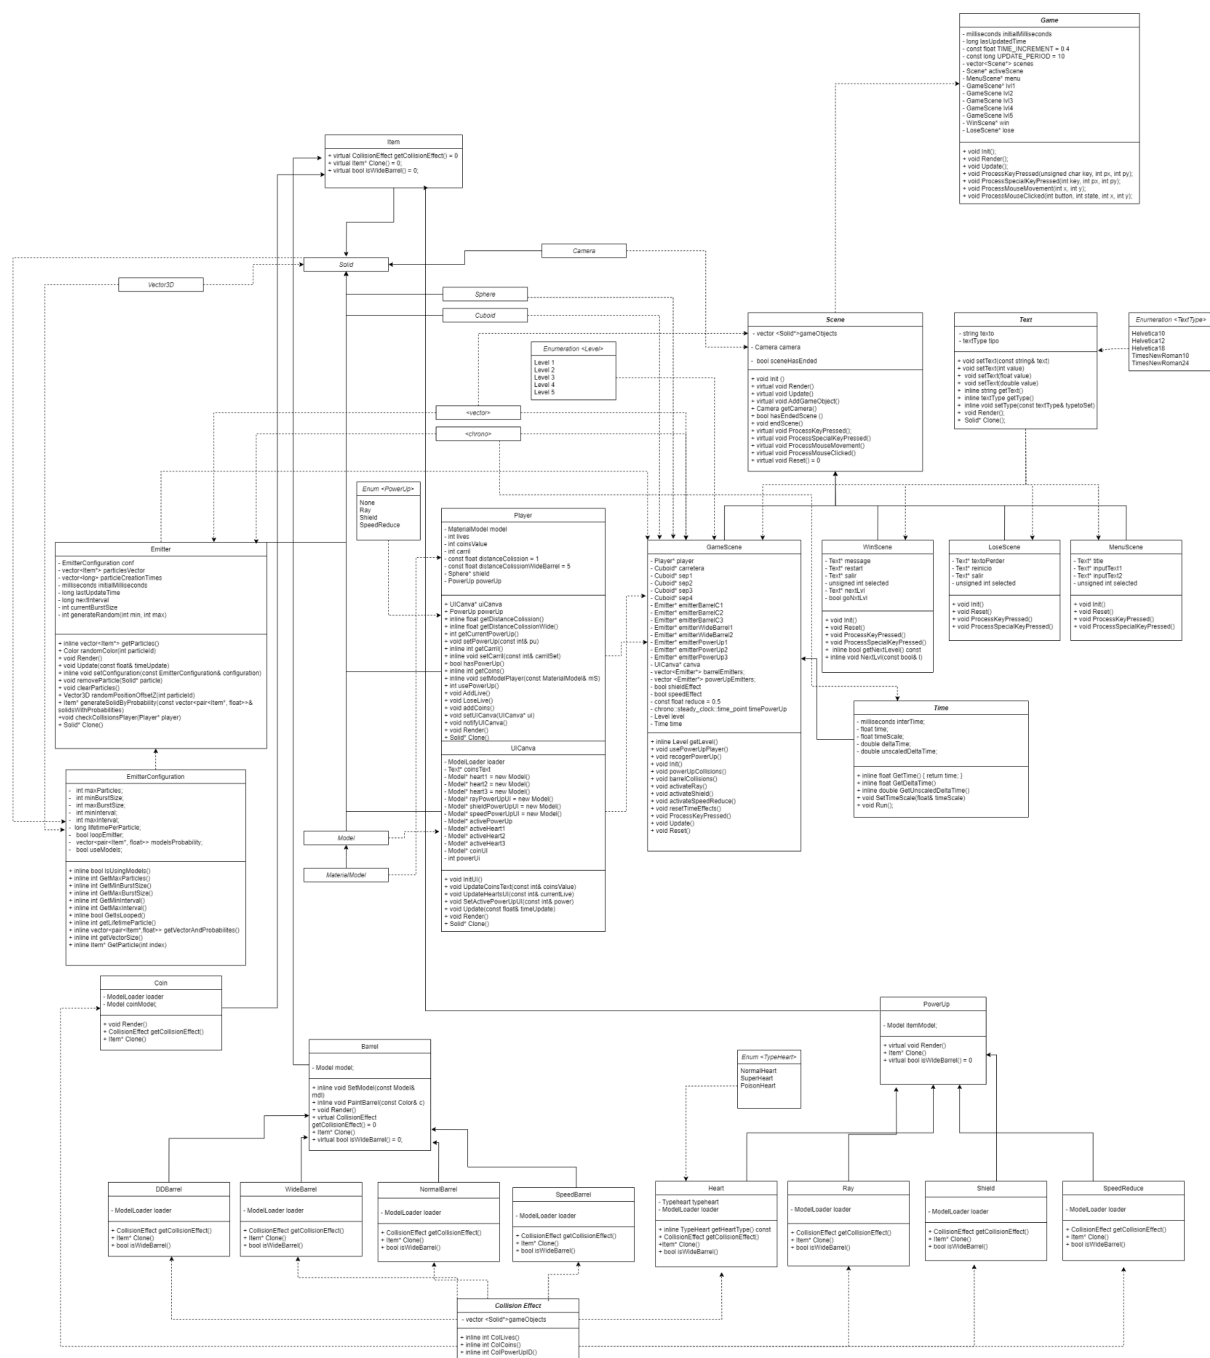 Game
- milliseconds initialMilliseconds
- long lasUpdatedTime
- const float TIME_INCREMENT = 0.4
- const long UPDATE_PERIOD = 10
- vector<Scene*> scenes
- Scene* activeScene
- MenuScene* menu
- GameScene* lvl1
- GameScene lvl2
- GameScene lvl3
- GameScene lvl4
- GameScene lvl5
- WinScene* win
- LoseScene* lose
+ void Init();
+ void Render();
+ void Update();
+ void ProcessKeyPressed(unsigned char key, int px, int py);
+ void ProcessSpecialKeyPressed(int key, int px, int py);
+ void ProcessMouseMovement(int x, int y);
+ void ProcessMouseClicked(int button, int state, int x, int y);
Item
+ virtual CollisionEffect getCollisionEffect() = 0
+ virtual Item* Clone() = 0;
+ virtual bool isWideBarrel() = 0;
Camera
Solid
Vector3D
Sphere
Cuboid
Enumeration <Level>
Level 1
Level 2
Level 3
Level 4
Level 5
<vector>
<chrono>
Scene
- vector <Solid*>gameObjects
- Camera camera
- bool sceneHasEnded
+ void Init ()
+ virtual void Render()
+ virtual void Update()
+ virtual void AddGameObject()
+ Camera getCamera()
+ bool hasEndedScene ()
+ void endScene()
+ virtual void ProcessKeyPressed();
+ virtual void ProcessSpecialKeyPressed()
+ virtual void ProcessMouseMovement()
+ virtual void ProcessMouseClicked()
+ virtual void Reset() = 0
Text
- string texto
- textType tipo
+ void setText(const string& text)
+ void setText(int value)
+ void setText(float value)
+ void setText(double value)
+ inline string getText()
+ inline textType getType()
+ inline void setType(const textType& typetoSet)
+ void Render();
+ Solid* Clone();
Enumeration <TextType>
Helvetica10
Helvetica12
Helvetica18
TimesNewRoman10
TimesNewRoman24
Enum <PowerUp>
None
Ray
Shield
SpeedReduce
Emitter
- EmitterConfiguration conf
- vector<Item*> particlesVector
- vector<long> particleCreationTimes
- milliseconds initialMilliseconds
- long lastUpdateTime
- long nextInterval
- int currentBurstSize
- int generateRandom(int min, int max)
+ inline vector<Item*> getParticles()
+ Color randomColor(int particleId)
+ void Render()
+ void Update(const float& timeUpdate)
+ inline void setConfiguration(const EmitterConfiguration& configuration)
+ void removeParticle(Solid* particle)
+ void clearParticles()
+ Vector3D randomPositionOffsetZ(int particleId)
+ Item* generateSolidByProbability(const vector<pair<Item*, float>>&
solidsWithProbabilities)
+void checkCollisionsPlayer(Player* player)
+ Solid* Clone()
Player
- MaterialModel model
- int lives
- int coinsValue
- int carril
- const float distanceColission = 1
- const float distanceColissionWideBarrel = 5
- Sphere* shield
- PowerUp powerUp
+ UICanva* uiCanva
+ PowerUp powerUp
+ inline float getDistanceColission()
+ inline float getDistanceColissionWide()
+ int getCurrentPowerUp()
+ void setPowerUp(const int& pu)
+ inline int getCarril()
+ inline void setCarril(const int& carrilSet)
+ bool hasPowerUp()
+ inline int getCoins()
+ inline void setModelPlayer(const MaterialModel& mS)
+ int usePowerUp()
+ void AddLive()
+ void LoseLive()
+ void addCoins()
+ void setUICanva(UICanva* ui)
+ void notifyUICanva()
+ void Render()
+ Solid* Clone()
GameScene
- Player* player
- Cuboid* carretera
- Cuboid* sep1
- Cuboid* sep2
- Cuboid* sep3
- Cuboid* sep4
- Emitter* emitterBarrelC1
- Emitter* emitterBarrelC2
- Emitter* emitterBarrelC3
- Emitter* emitterWideBarrel1
- Emitter* emitterWideBarrel2
- Emitter* emitterPowerUp1
- Emitter* emitterPowerUp2
- Emitter* emitterPowerUp3
- UICanva* canva
- vector<Emitter*> barrelEmitters;
- vector <Emitter*> powerUpEmitters;
- bool shieldEffect
- bool speedEffect
- const float reduce = 0.5
- chrono::steady_clock::time_point timePowerUp
- Level level
- Time time
+ inline Level getLevel()
+ void usePowerUpPlayer()
+ void recogerPowerUp()
+ void Init()
+ void powerUpCollisions()
+ void barrelCollisions()
+ void activateRay()
+ void activateShield()
+ void activateSpeedReduce()
+ void resetTimeEffects()
+ void ProcessKeyPressed()
+ void Update()
+ void Reset()
WinScene
- Text* message
- Text* restart
- Text* salir
- unsigned int selected
- Text* nextLvl
- bool goNxtLvl
+ void Init()
+ void Reset()
+ void ProcessKeyPressed()
+ void ProcessSpecialKeyPressed()
+ inline bool getNextLevel() const
+ inline void NextLvl(const bool& l)
LoseScene
- Text* textoPerder
- Text* reinicio
- Text* salir
- unsigned int selected
+ void Init()
+ void Reset()
+ void ProcessKeyPressed()
+ void ProcessSpecialKeyPressed()
MenuScene
- Text* title
- Text* inputText1
- Text* inputText2
- unsigned int selected
+ void Init()
+ void Reset()
+ void ProcessKeyPressed()
+ void ProcessSpecialKeyPressed()
Time
- milliseconds interTime;
- float time;
- float timeScale;
- double deltaTime;
- double unscaledDeltaTime;
+ inline float GetTime() { return time; }
+ inline float GetDeltaTime()
+ inline double GetUnscaledDeltaTime()
+ void SetTimeScale(float& timeScale)
+ void Run();
UICanva
- ModelLoader loader
- Text* coinsText
- Model* heart1 = new Model()
- Model* heart2 = new Model()
- Model* heart3 = new Model()
- Model* rayPowerUpUi = new Model()
- Model* shieldPowerUpUI = new Model()
- Model* speedPowerUpUI = new Model()
- Model* activePowerUp
- Model* activeHeart1
- Model* activeHeart2
- Model* activeHeart3
- Model* coinUI
- int powerUi
+ void InitUI()
+ void UpdateCoinsText(const int& coinsValue)
+ void UpdateHeartsUI(const int& currentLive)
+ void SetActivePowerUpUI(const int& power)
+ void Update(const float& timeUpdate)
+ void Render()
+ Solid* Clone()
EmitterConfiguration
- int maxParticles;
- int minBurstSize;
- int maxBurstSize;
- int minInterval;
- int maxInterval;
- long lifetimePerParticle;
- bool loopEmitter;
- vector<pair<Item*, float>> modelsProbability;
- bool useModels;
+ inline bool IsUsingModels()
+ inline int GetMaxParticles()
+ inline int GetMinBurstSize()
+ inline int GetMaxBurstSize()
+ inline int GetMinInterval()
+ inline int GetMaxInterval()
+ inline bool GetIsLooped()
+ inline int getLifetimeParticle()
+ inline vector<pair<Item*,float>> getVectorAndProbabilites()
+ inline int getVectorSize()
+ inline Item* GetParticle(int index)
Model
MaterialModel
Coin
- ModelLoader loader
- Model coinModel;
+ void Render()
+ CollisionEffect getCollisionEffect()
+ Item* Clone()
PowerUp
- Model itemModel;
+ virtual void Render()
+ Item* Clone()
+ virtual bool isWideBarrel() = 0
Barrel
- Model model;
+ inline void SetModel(const Model&
mdl)
+ inline void PaintBarrel(const Color& c)
+ void Render()
+ virtual CollisionEffect
getCollisionEffect() = 0
+ Item* Clone()
+ virtual bool isWideBarrel() = 0;
Enum <TypeHeart>
NormalHeart
SuperHeart
PoisonHeart
DDBarrel
- ModelLoader loader
+ CollisionEffect getCollisionEffect()
+ Item* Clone()
+ bool isWideBarrel()
WideBarrel
- ModelLoader loader
+ CollisionEffect getCollisionEffect()
+ Item* Clone()
+ bool isWideBarrel()
NormalBarrel
- ModelLoader loader
+ CollisionEffect getCollisionEffect()
+ Item* Clone()
+ bool isWideBarrel()
SpeedBarrel
- ModelLoader loader
+ CollisionEffect getCollisionEffect()
+ Item* Clone()
+ bool isWideBarrel()
Heart
- Typeheart typeheart
- ModelLoader loader
+ inline TypeHeart getHeartType() const
+ CollisionEffect getCollisionEffect()
+Item* Clone()
+ bool isWideBarrel()
Ray
- ModelLoader loader
+ CollisionEffect getCollisionEffect()
+ Item* Clone()
+ bool isWideBarrel()
Shield
- ModelLoader loader
+ CollisionEffect getCollisionEffect()
+ Item* Clone()
+ bool isWideBarrel()
SpeedReduce
- ModelLoader loader
+ CollisionEffect getCollisionEffect()
+ Item* Clone()
+ bool isWideBarrel()
Collision Effect
- vector <Solid*>gameObjects
+ inline int ColLives()
+ inline int ColCoins()
+ inline int ColPowerUpID()